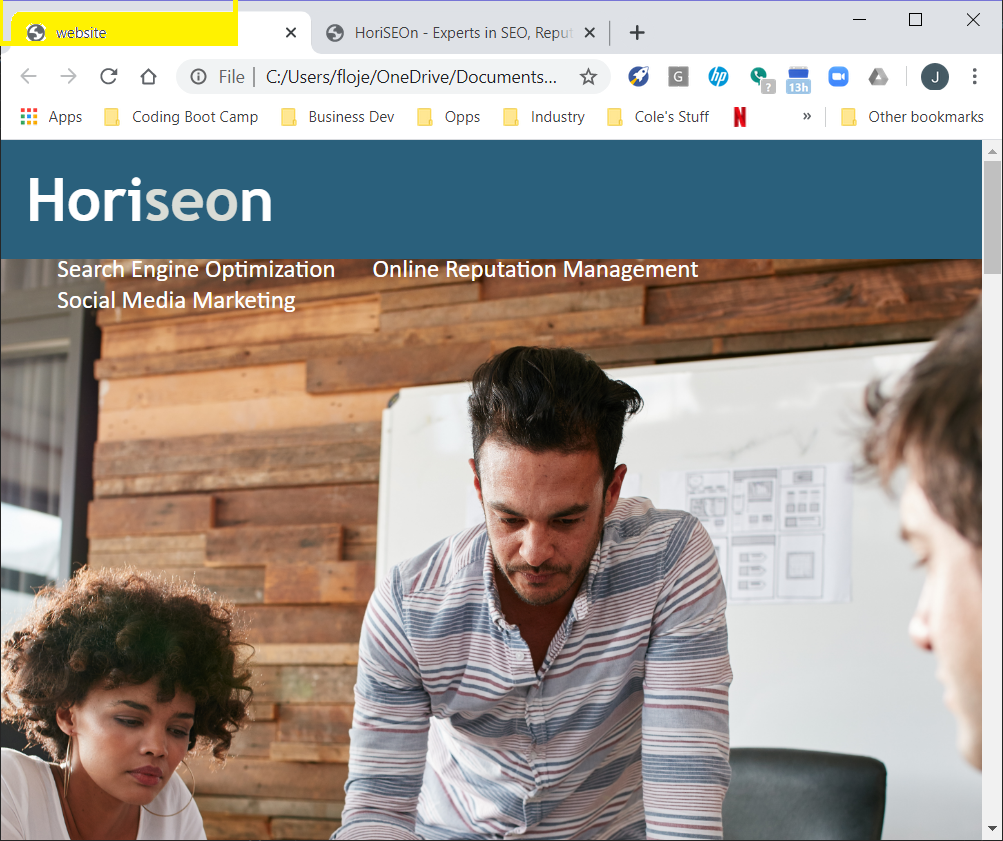 website
HoriSEOn - Experts in SEO, Reput
File | C:/Users/floje/OneDrive/Documents...
G
hp
?
13h
J
Apps
Coding Boot Camp
Business Dev
Opps
Industry
Cole's Stuff
N
»
Other bookmarks
Horiseon
Search Engine Optimization
Online Reputation Management
Social Media Marketing